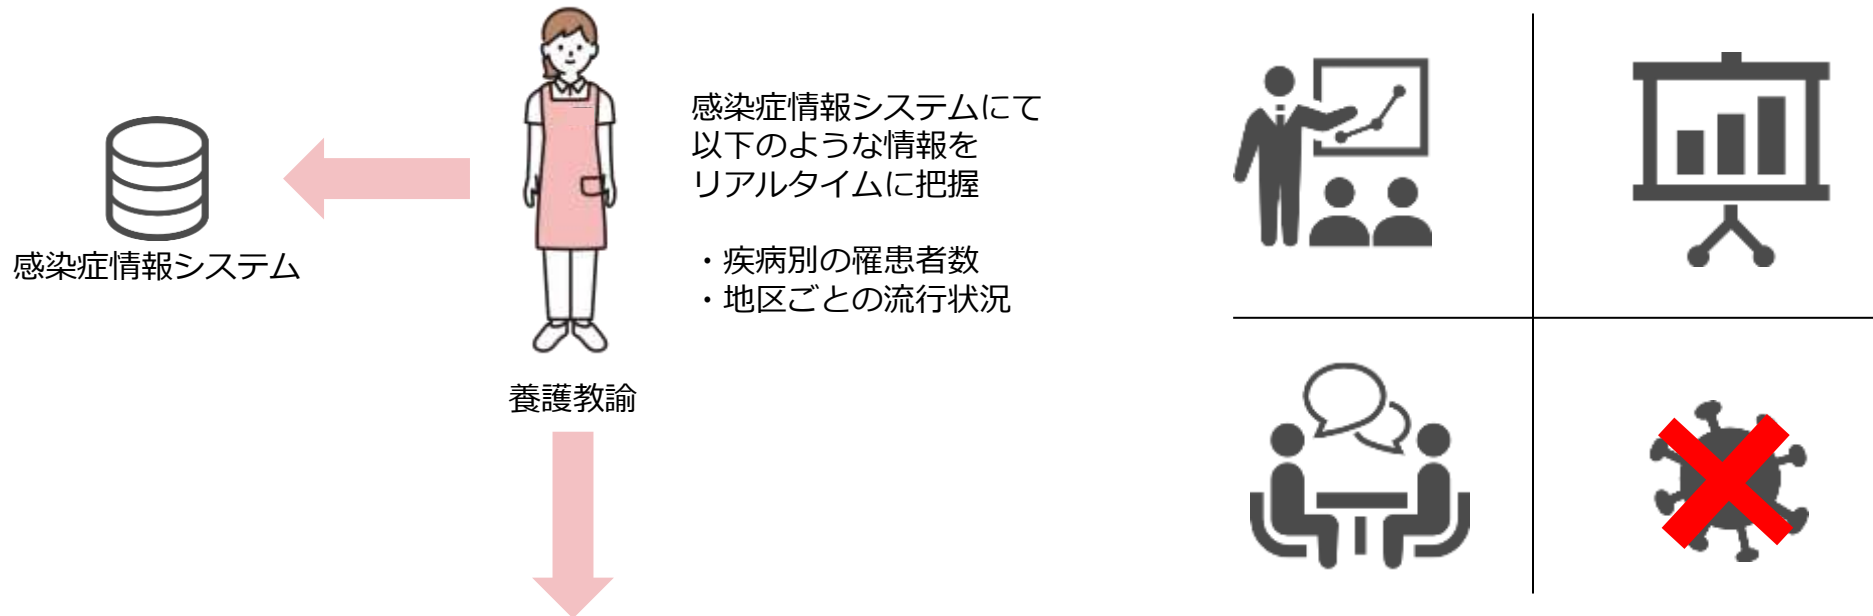 感染症情報システム
養護教諭
感染症情報システムにて
以下のような情報を
リアルタイムに把握
・疾病別の罹患者数
・地区ごとの流行状況